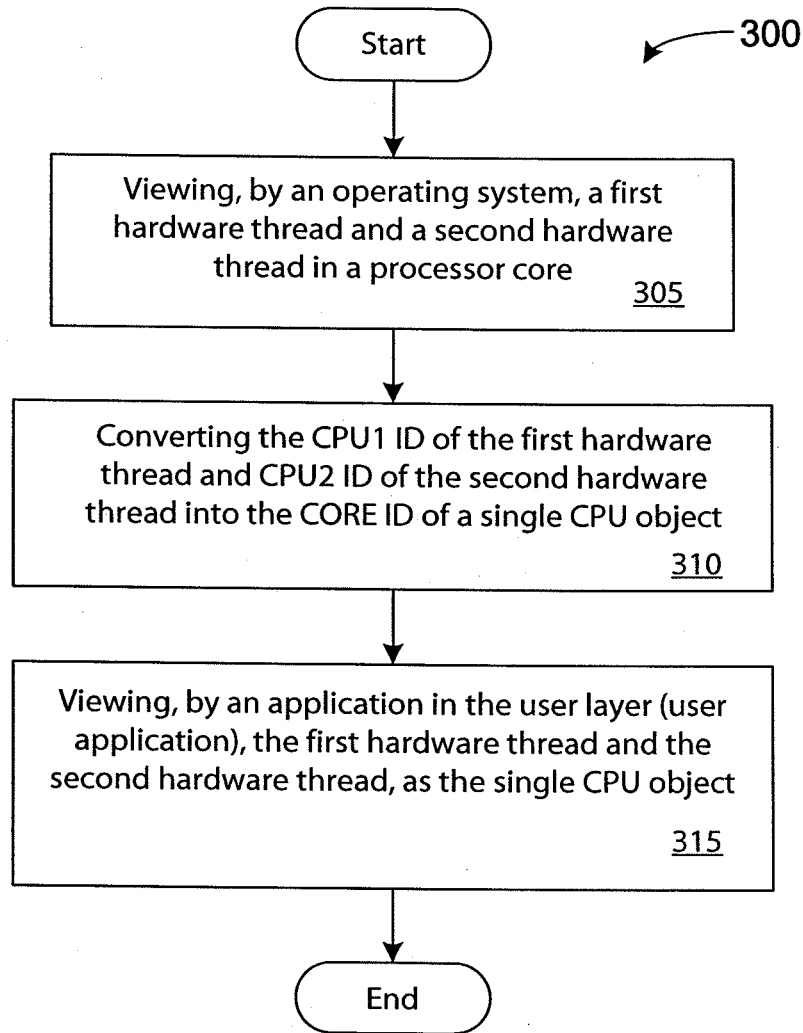 Start
300
Viewing, by an operating system, a first
hardware thread and a second hardware
thread in a processor core
305
Converting the CPU1 ID of the first hardware
thread and CPU2 ID of the second hardware
thread into the CORE ID of a single CPU object
310
Viewing, by an application in the user layer (user
application), the first hardware thread and the
second hardware thread, as the single CPU object
315
End